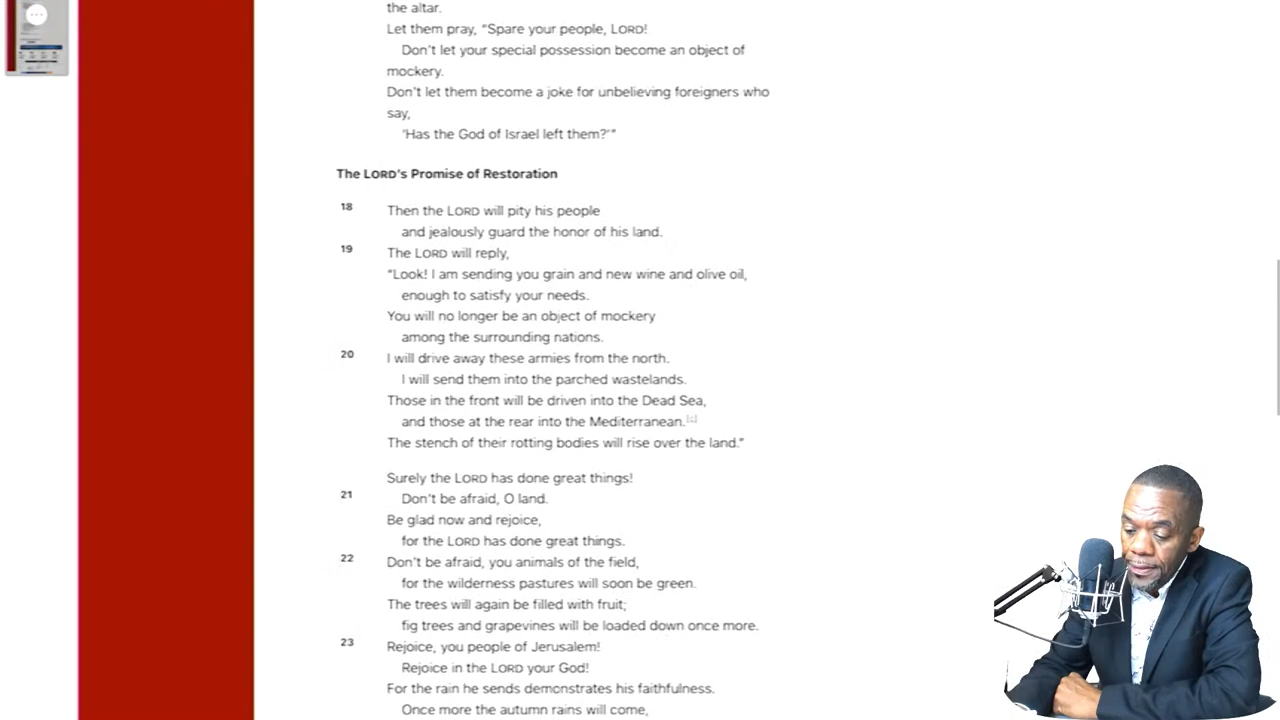 the altar.
Let them pray, “Spare your people, LORD!
Don’t let your special possession become an object of
mockery.
Don’t let them become a joke for unbelieving foreigners who
say,
‘Has the God of Israel left them?’”
The LORD’s Promise of Restoration
18 Then the LORD will pity his people
and jealously guard the honor of his land.
19 The LORD will reply,
“Look! I am sending you grain and new wine and olive oil,
enough to satisfy your needs.
You will no longer be an object of mockery
among the surrounding nations.
20 I will drive away these armies from the north.
I will send them into the parched wastelands.
Those in the front will be driven into the Dead Sea,
and those at the rear into the Mediterranean.[c]
The stench of their rotting bodies will rise over the land.”
Surely the LORD has done great things!
21 Don’t be afraid, O land.
Be glad now and rejoice,
for the LORD has done great things.
22 Don’t be afraid, you animals of the field,
for the wilderness pastures will soon be green.
The trees will again be filled with fruit;
fig trees and grapevines will be loaded down once more.
23 Rejoice, you people of Jerusalem!
Rejoice in the LORD your God!
For the rain he sends demonstrates his faithfulness.
Once more the autumn rains will come,